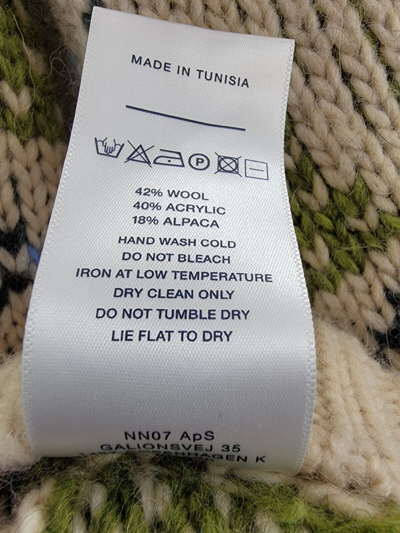 MADE IN TUNISIA
P
42% WOOL
40% ACRYLIC
18% ALPACA
HAND WASH COLD
DO NOT BLEACH
IRON AT LOW TEMPERATURE
DRY CLEAN ONLY
DO NOT TUMBLE DRY
LIE FLAT TO DRY
NN07 ApS
GALIONSVEJ 35
K